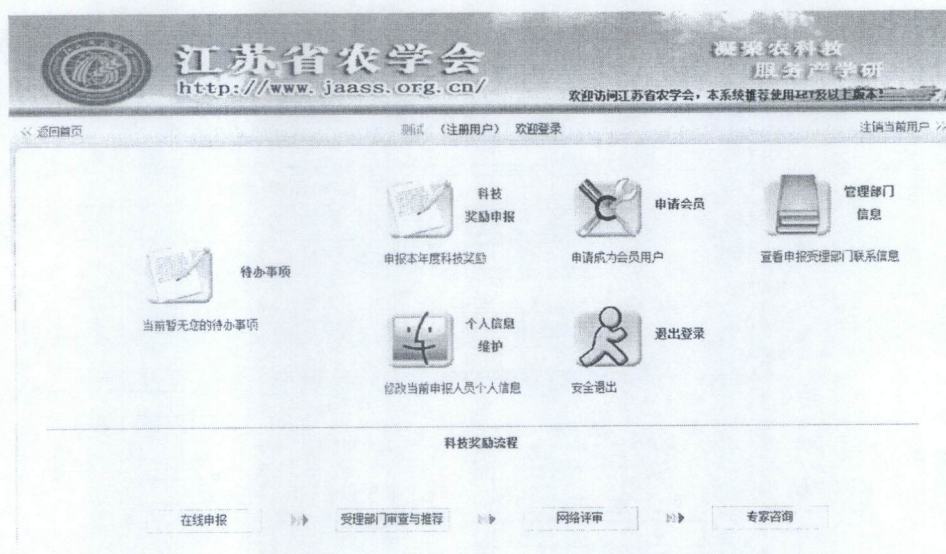 江苏省农学会
http://www.jaass.org.cn/
凝聚农科教
服务产学研
欢迎访问江苏省农学会,本系统推荐使用IE7及以上版本!
<< 返回首页
测试 (注册用户) 欢迎登录
注销当前用户 >>
待办事项
当前暂无您的待办事项
科技
奖励申报
申报本年度科技奖励
申请会员
申请成为会员用户
管理部门
信息
查看申报受理部门联系信息
个人信息
维护
修改当前申报人员个人信息
退出登录
安全退出
科技奖励流程
在线申报
受理部门审查与推荐
网络评审
专家咨询